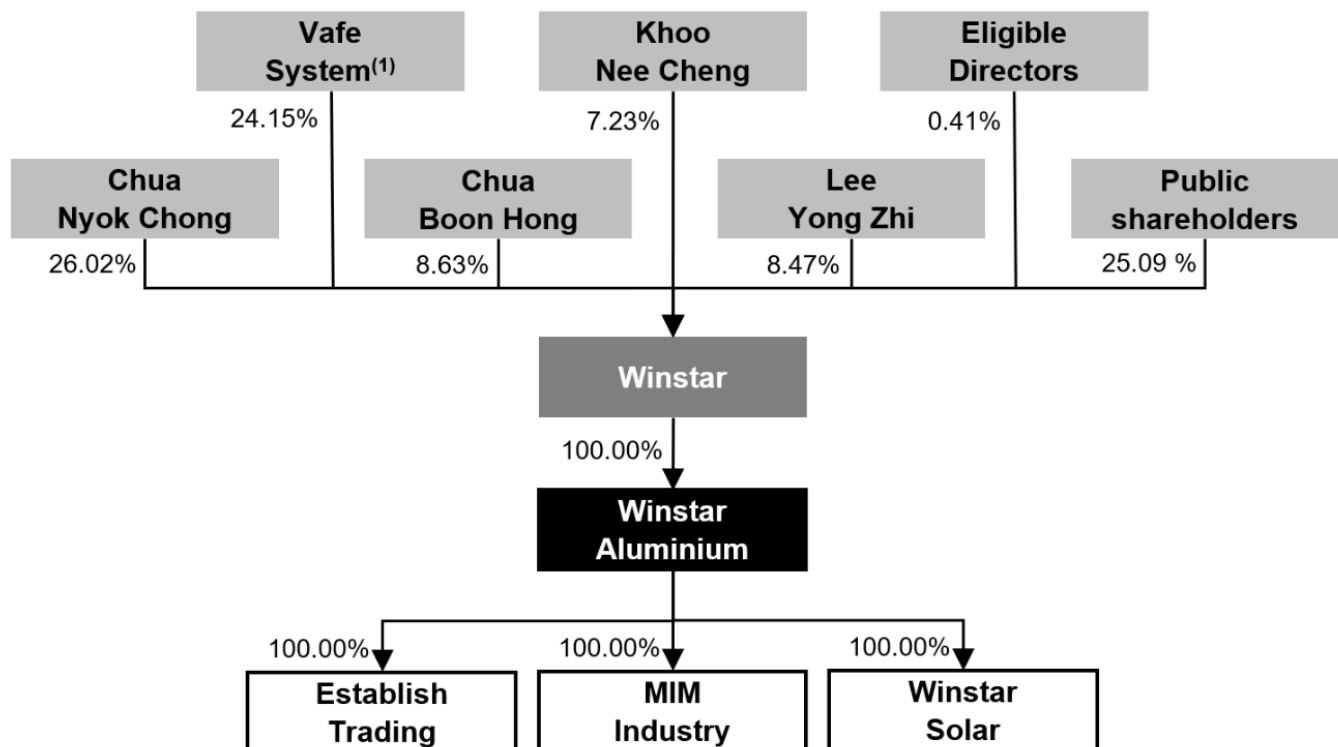 Vafe
System(1)
Khoo
Nee Cheng
Eligible
Directors
24.15%
7.23%
0.41%
Chua
Nyok Chong
Chua
Boon Hong
Lee
Yong Zhi
Public
shareholders
26.02%
8.63%
8.47%
25.09 %
Winstar
100.00%
Winstar
Aluminium
100.00%
100.00%
100.00%
Establish
Trading
MIM
Industry
Winstar
Solar